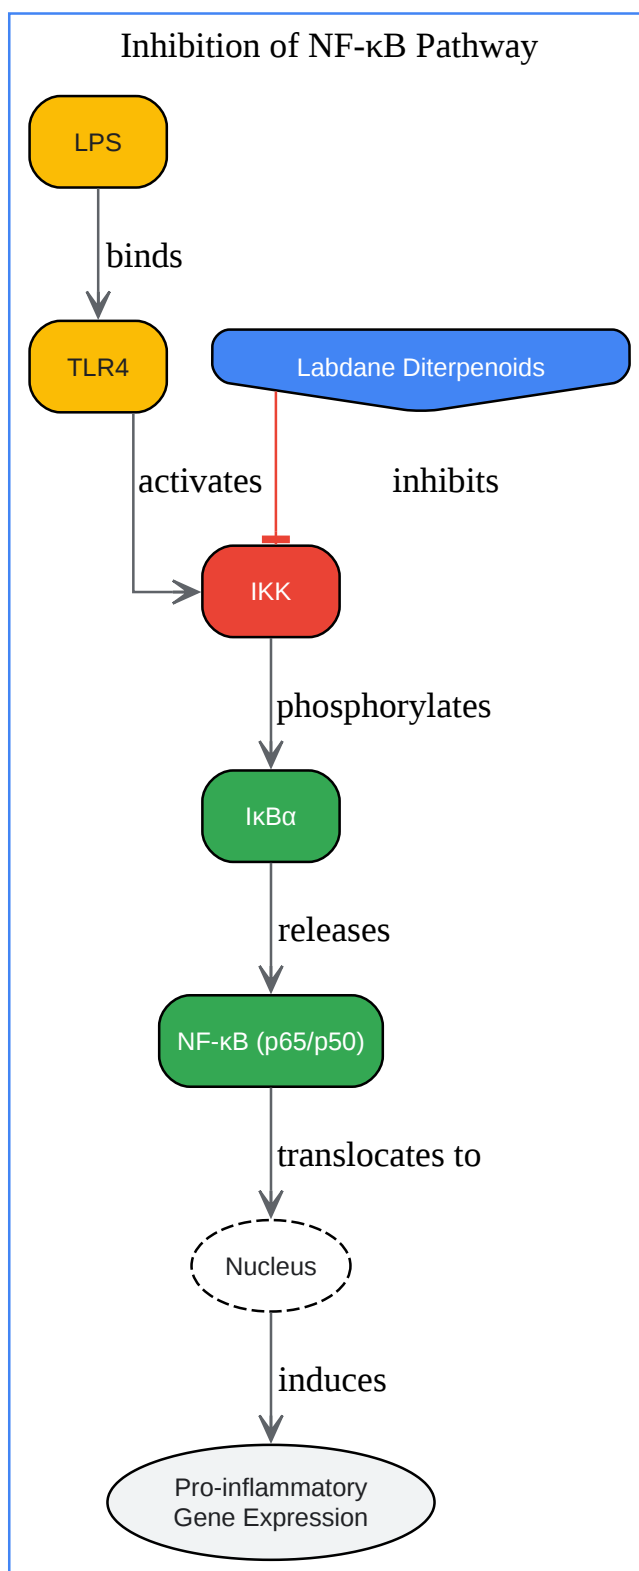 Inhibition of NF-κB Pathway
LPS
binds
TLR4
Labdane Diterpenoids
activates
inhibits
IKK
phosphorylates
IκBα
releases
NF-κB (p65/p50)
translocates to
Nucleus
induces
Pro-inflammatory
Gene Expression